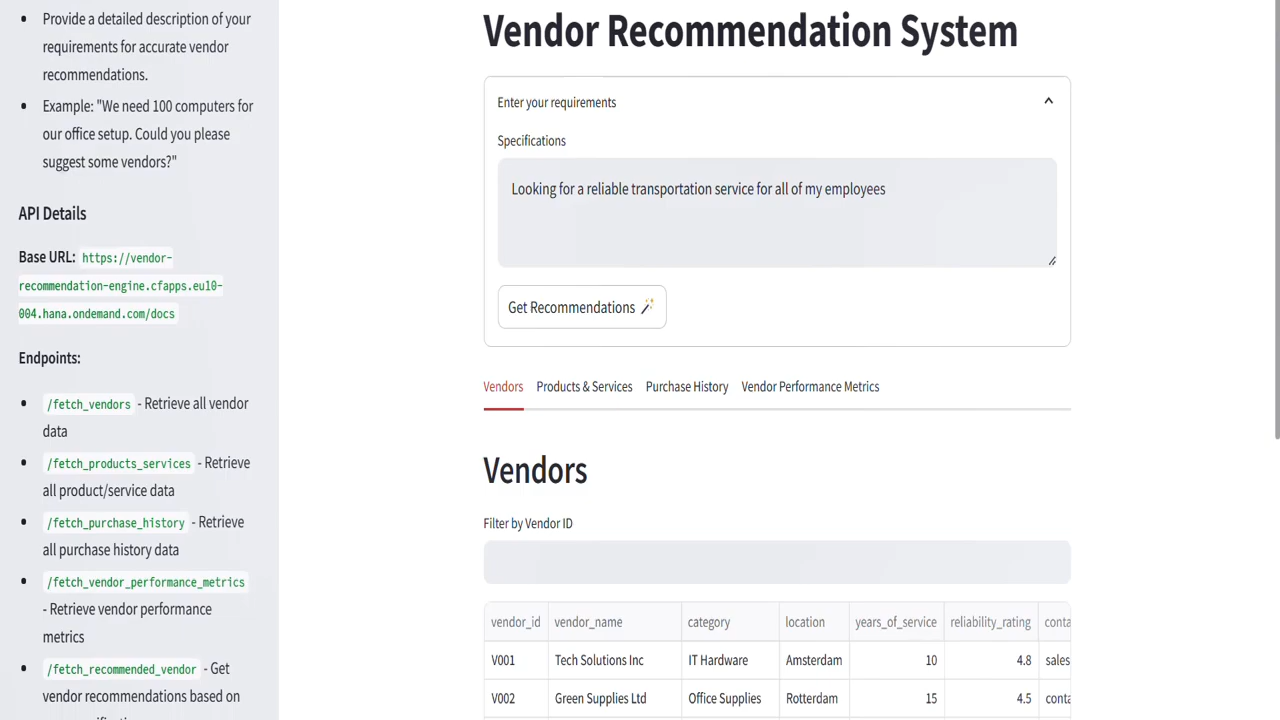 Provide a detailed description of your
requirements for accurate vendor
recommendations.
Example: "We need 100 computers for
our office setup. Could you please
suggest some vendors?"
API Details
Base URL: https://vendor-
recommendation-engine.cfapps.eu10-
004.hana.ondemand.com/docs
Endpoints:
/fetch_vendors - Retrieve all vendor
data
/fetch_products_services - Retrieve
all product/service data
/fetch_purchase_history - Retrieve
all purchase history data
/fetch_vendor_performance_metrics
- Retrieve vendor performance
metrics
/fetch_recommended_vendor - Get
vendor recommendations based on
Vendor Recommendation System
Enter your requirements
Specifications
Looking for a reliable transportation service for all of my employees
Get Recommendations
Vendors Products & Services Purchase History Vendor Performance Metrics
Vendors
Filter by Vendor ID
vendor_id vendor_name category location years_of_service reliability_rating conta
V001 Tech Solutions Inc IT Hardware Amsterdam 10 4.8 sales
V002 Green Supplies Ltd Office Supplies Rotterdam 15 4.5 conta